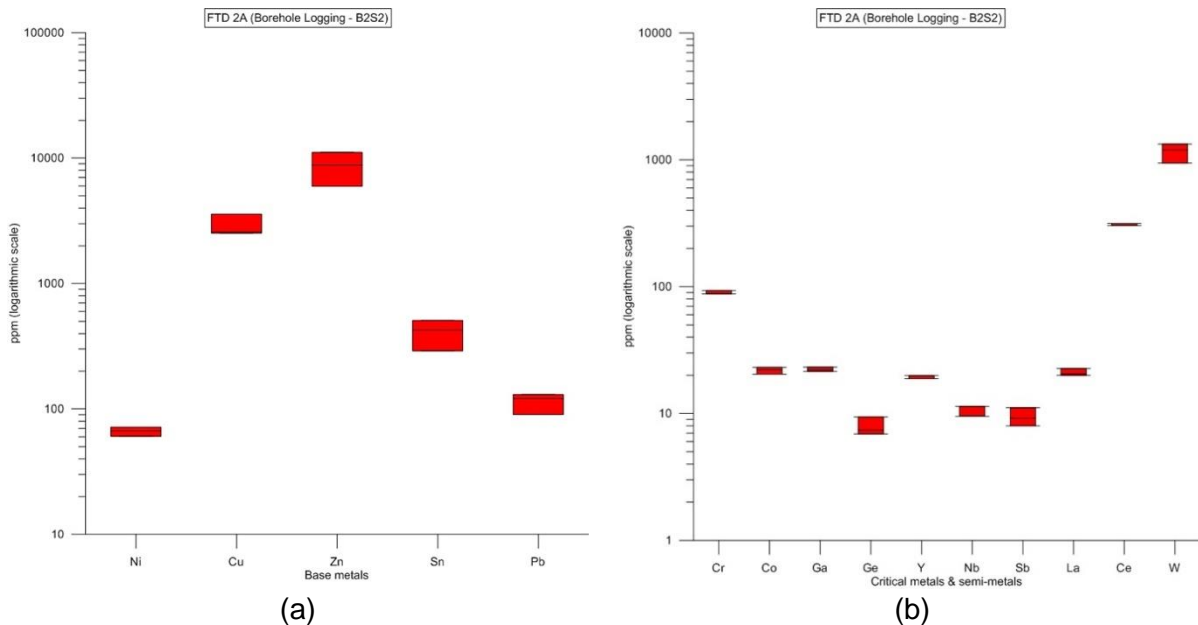 FTD 2A (Borehole Logging - B2S2)
100000
10000
1000
100
10
ppm (logarithmic scale)
Ni Cu Zn Sn Pb
Base metals
(a)
FTD 2A (Borehole Logging - B2S2)
10000
1000
100
10
1
ppm (logarithmic scale)
Cr Co Ga Ge Y Nb Sb La Ce W
Critical metals & semi-metals
(b)